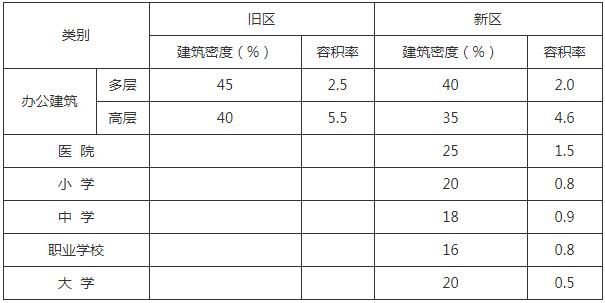 类别 旧区 新区
建筑密度（%） 容积率 建筑密度（%） 容积率
办公建筑 多层 45 2.5 40 2.0
高层 40 5.5 35 4.6
医 院 25 1.5
小 学 20 0.8
中 学 18 0.9
职业学校 16 0.8
大 学 20 0.5